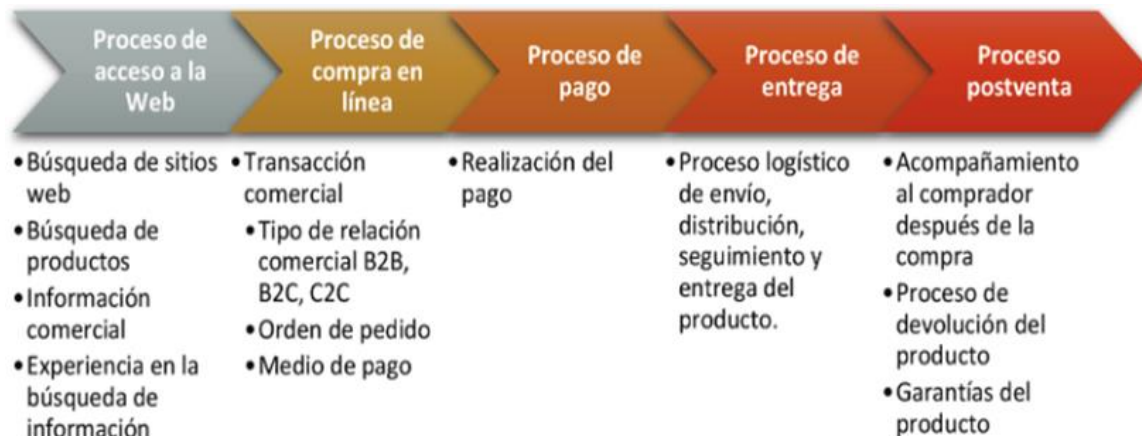 Proceso de
acceso a la
Web
Proceso de
compra en
línea
Proceso de
pago
Proceso de
entrega
Proceso
postventa
•Búsqueda de sitios
web
•Búsqueda de
productos
•Información
comercial
•Experiencia en la
búsqueda de
información
•Transacción
comercial
•Tipo de relación
comercial B2B,
B2C, C2C
•Orden de pedido
•Medio de pago
•Realización del
pago
•Proceso logístico
de envío,
distribución,
seguimiento y
entrega del
producto.
•Acompañamiento
al comprador
después de la
compra
•Proceso de
devolución del
producto
•Garantías del
producto